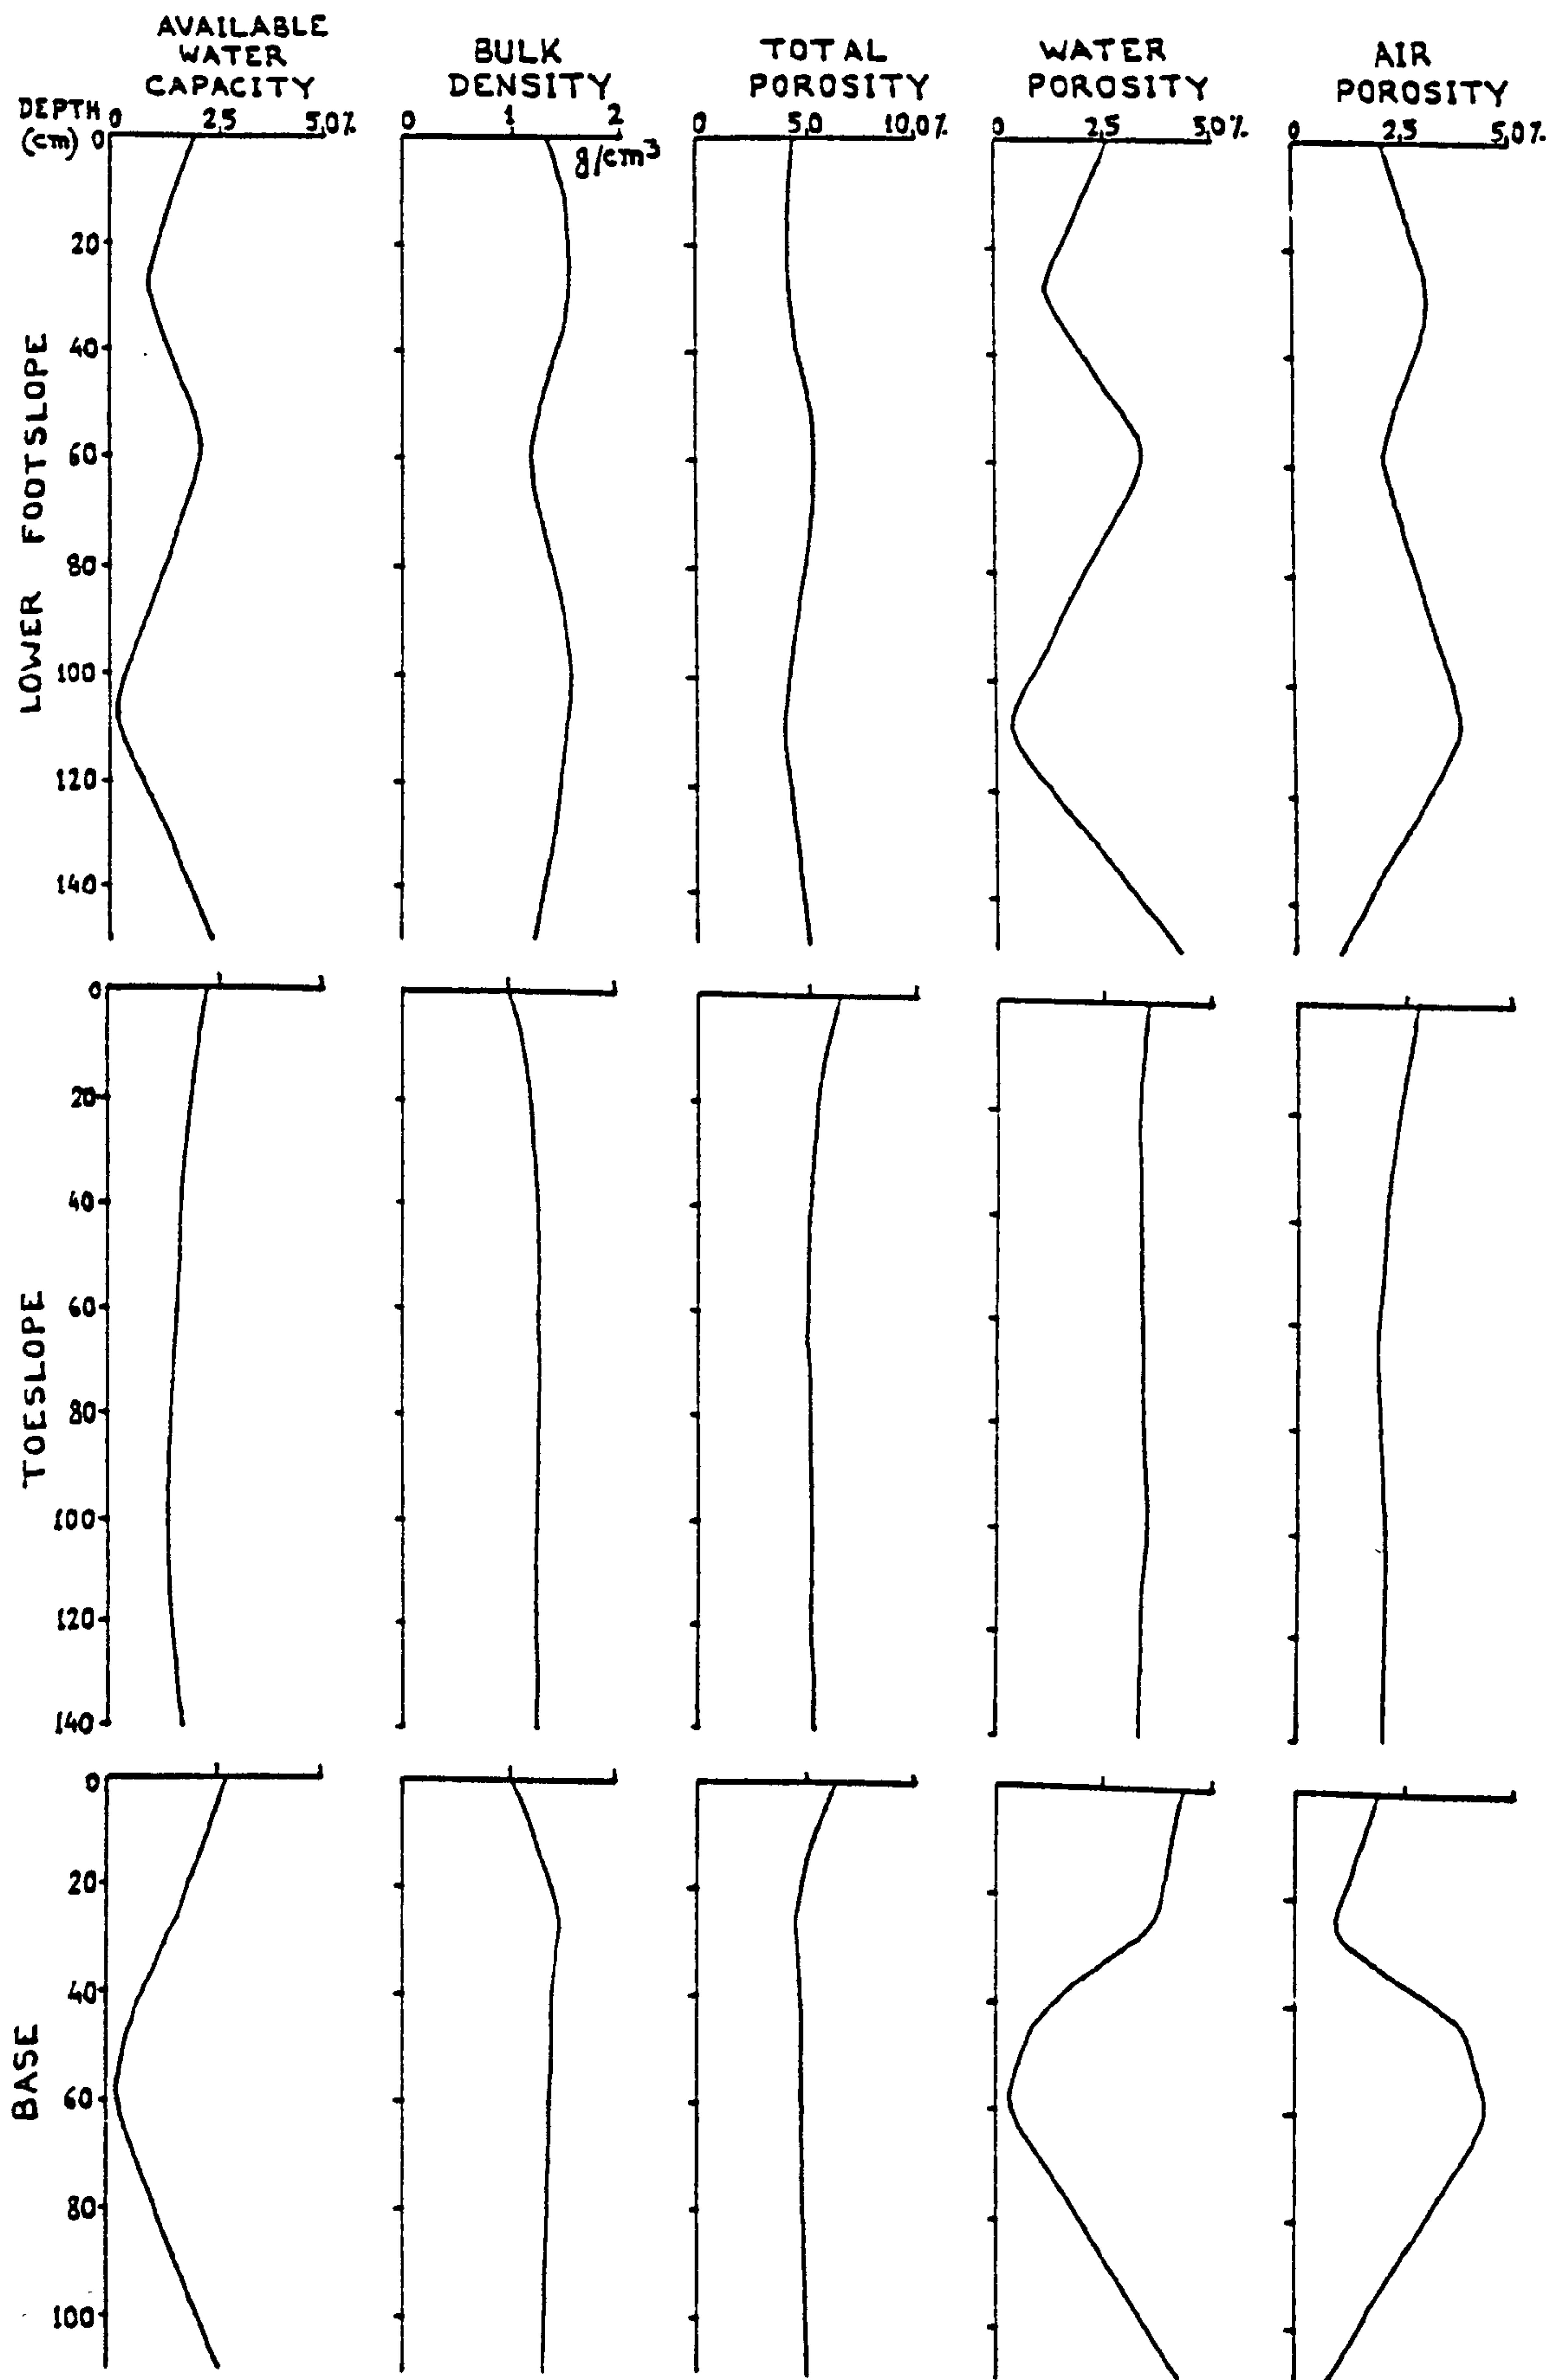 AVAILABLE
WATER
CAPACITY
BULK
DENSITY
TOTAL
POROSITY
WATER
POROSITY
AIR
POROSITY
DEPTH
(cm)
0 2,5 5,0%
0 1 2
g/cm3
0 5,0 10,0%
0 2,5 5,0%
0 2,5 5,0%
LOWER FOOTSLOPE
0
20
40
60
80
100
120
140
TOESLOPE
0
20
40
60
80
100
120
140
BASE
0
20
40
60
80
100